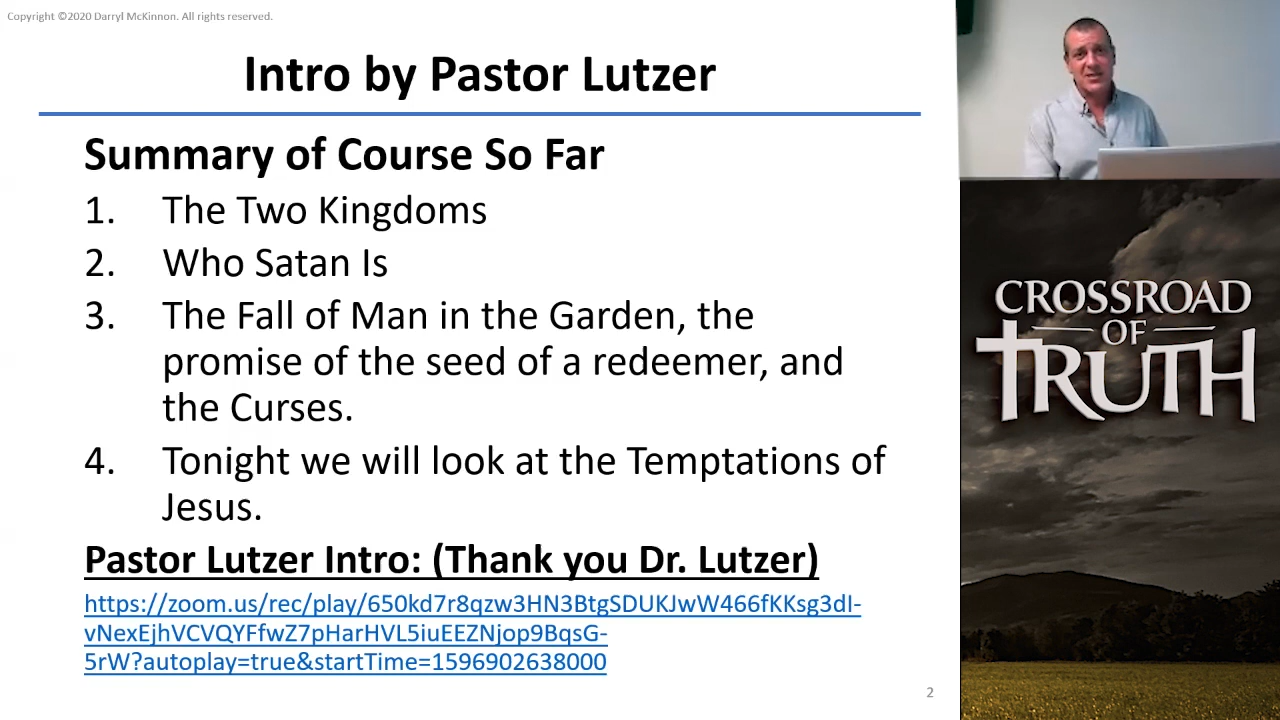 Copyright ©2020 Darryl McKinnon. All rights reserved.
Intro by Pastor Lutzer
Summary of Course So Far
1. The Two Kingdoms
2. Who Satan Is
3. The Fall of Man in the Garden, the
promise of the seed of a redeemer, and
the Curses.
4. Tonight we will look at the Temptations of
Jesus.
Pastor Lutzer Intro: (Thank you Dr. Lutzer)
https://zoom.us/rec/play/650kd7r8qzw3HN3BtgSDUKJwW466fKKsg3dI-
vNexEjhVCVQYFfwZ7pHarHVL5iuEEZNjop9BqsG-
5rW?autoplay=true&startTime=1596902638000
2
CROSSROAD
OF
TRUTH